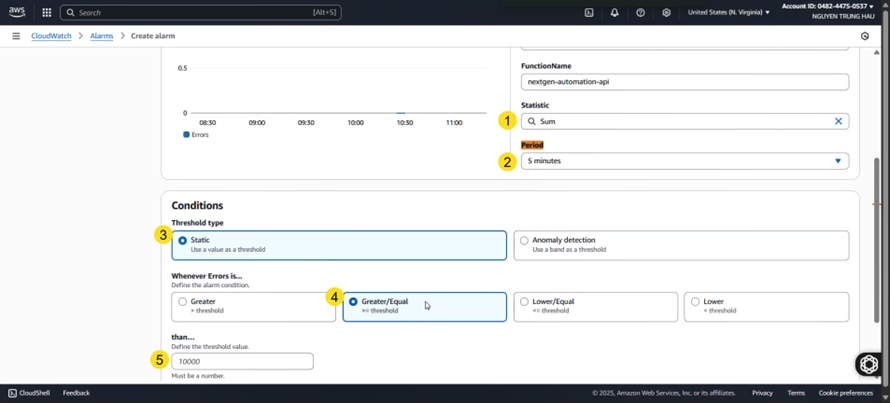 aws
Search
[Alt+S]
United States (N. Virginia)
Account ID: 0482-4475-0537
NGUYEN TRUNG HAU
CloudWatch > Alarms > Create alarm
0.5
0
08:30 09:00 09:30 10:00 10:30 11:00
Errors
FunctionName
nextgen-automation-api
Statistic
1 Sum
Period
2 5 minutes
Conditions
Threshold type
3 Static
Use a value as a threshold
Anomaly detection
Use a band as a threshold
Whenever Errors is...
Define the alarm condition.
Greater
> threshold
4 Greater/Equal
>= threshold
Lower/Equal
<= threshold
Lower
< threshold
than...
Define the threshold value.
5 10000
Must be a number.
CloudShell Feedback
© 2025, Amazon Web Services, Inc. or its affiliates. Privacy Terms Cookie preferences